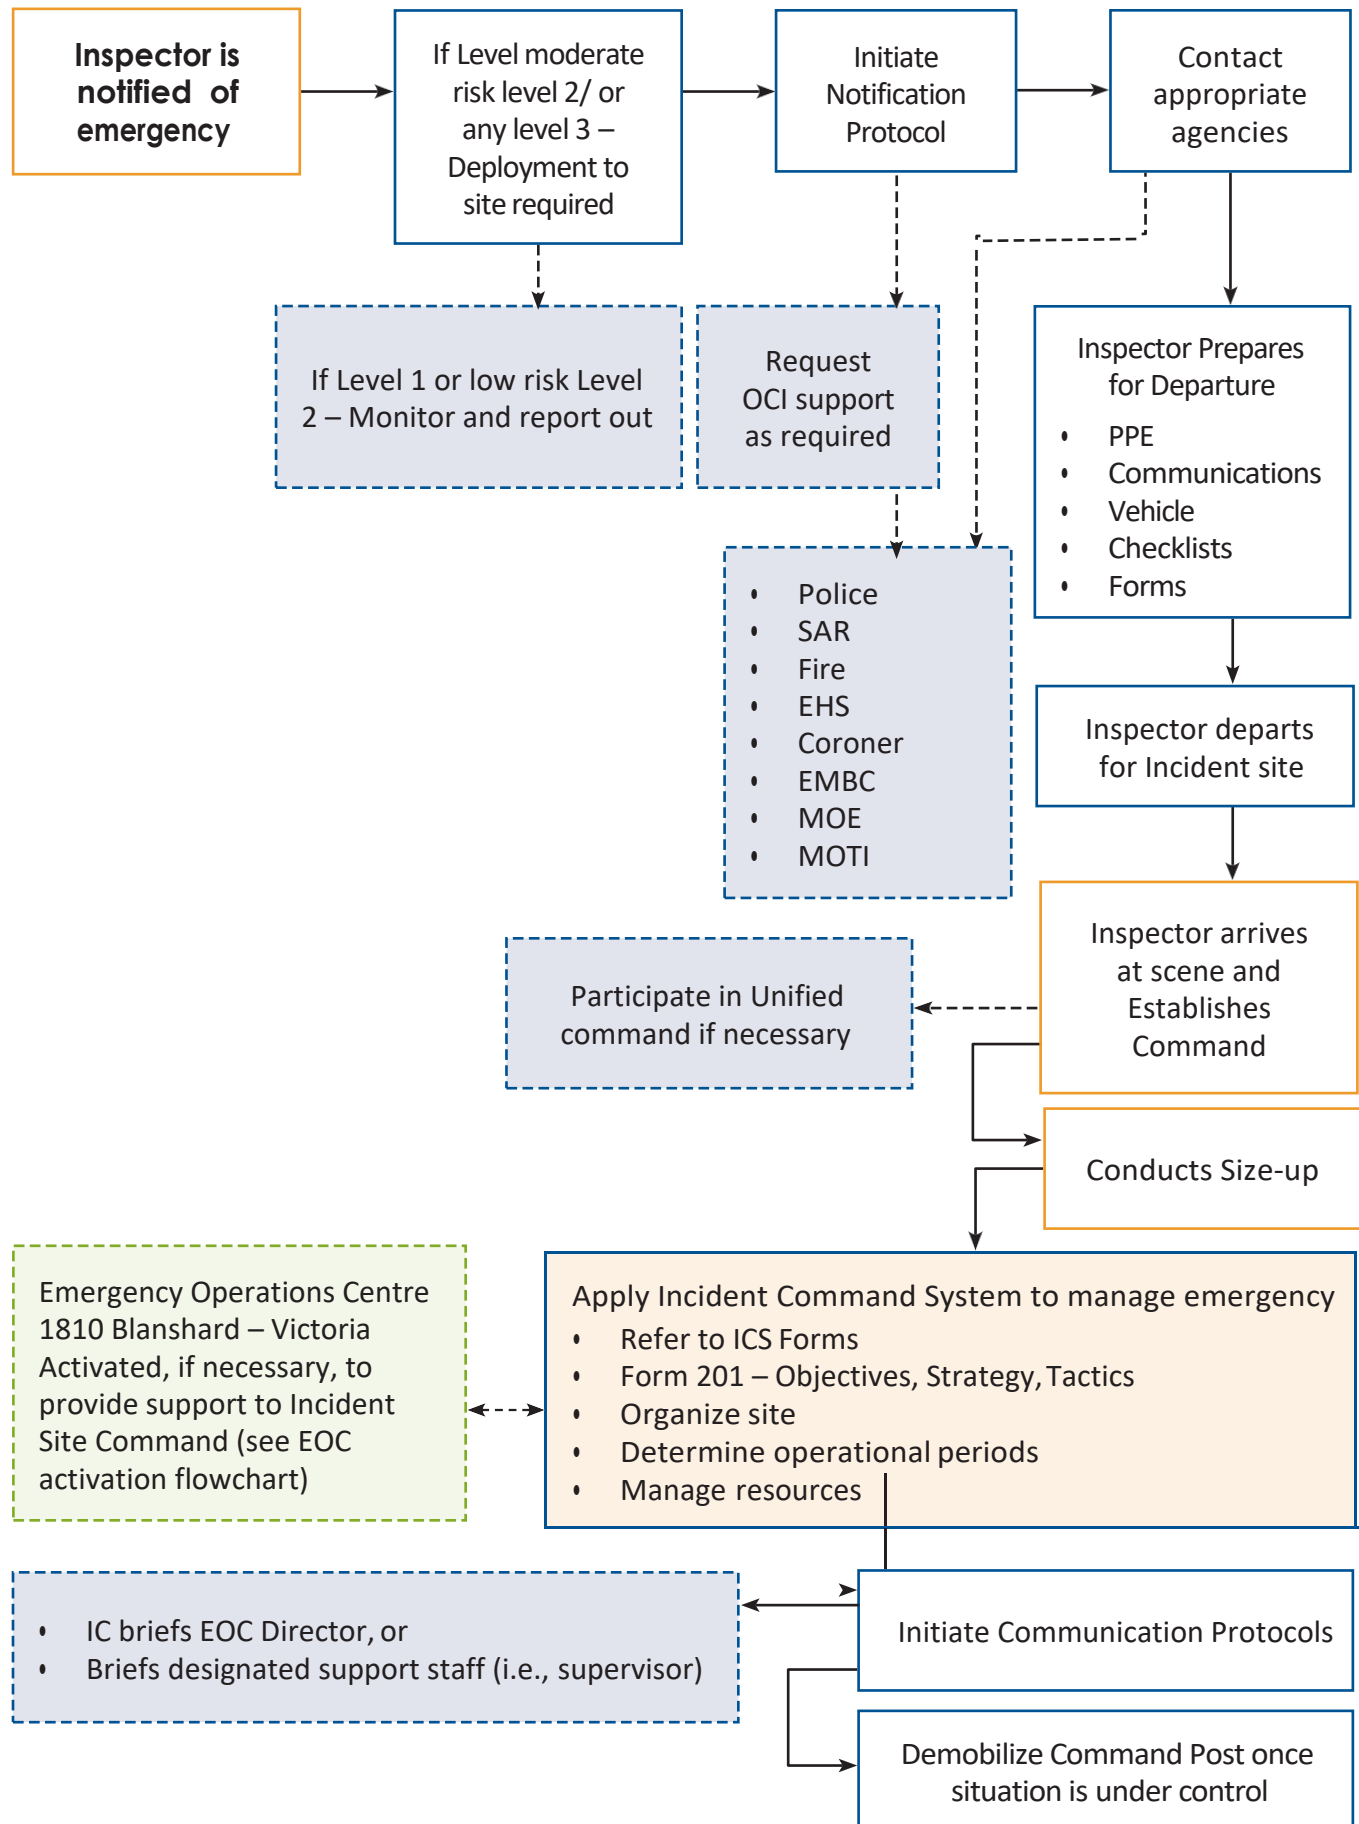 Inspector is
notified of
emergency
If Level moderate
risk level 2/ or
any level 3 –
Deployment to
site required
Initiate
Notification
Protocol
Contact
appropriate
agencies
If Level 1 or low risk Level
2 – Monitor and report out
Request
OCI support
as required
Inspector Prepares
for Departure
• PPE
• Communications
• Vehicle
• Checklists
• Forms
• Police
• SAR
• Fire
• EHS
• Coroner
• EMBC
• MOE
• MOTI
Inspector departs
for Incident site
Inspector arrives
at scene and
Establishes
Command
Participate in Unified
command if necessary
Conducts Size-up
Emergency Operations Centre
1810 Blanshard – Victoria
Activated, if necessary, to
provide support to Incident
Site Command (see EOC
activation flowchart)
Apply Incident Command System to manage emergency
• Refer to ICS Forms
• Form 201 – Objectives, Strategy, Tactics
• Organize site
• Determine operational periods
• Manage resources
• IC briefs EOC Director, or
• Briefs designated support staff (i.e., supervisor)
Initiate Communication Protocols
Demobilize Command Post once
situation is under control